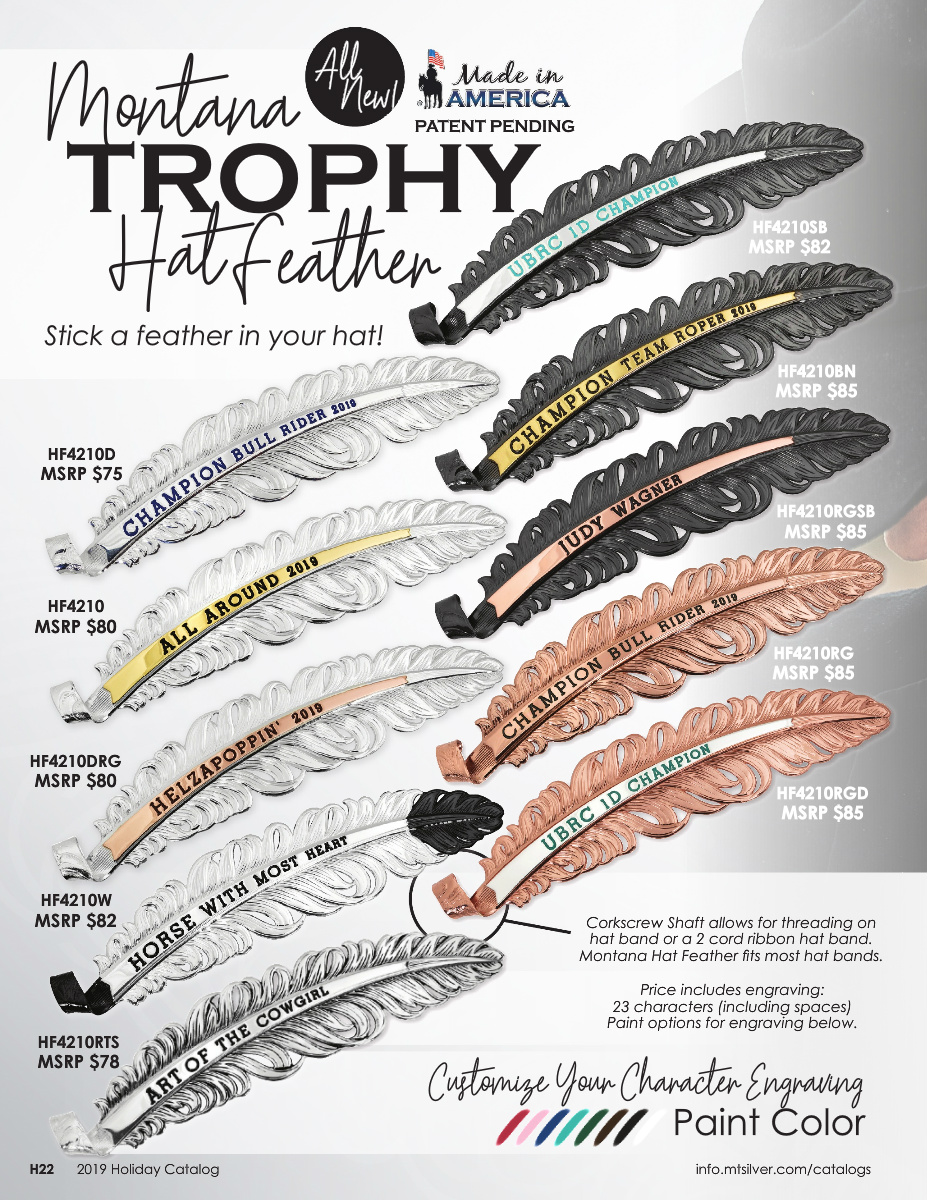 Montana
All New!
Made in
AMERICA
PATENT PENDING
TROPHY
Hat Feather
Stick a feather in your hat!
UBRC 1D CHAMPION
HF4210SB
MSRP $82
CHAMPION TEAM ROPER 2019
HF4210BN
MSRP $85
CHAMPION BULL RIDER 2019
HF4210D
MSRP $75
JUDY WAGNER
HF4210RGSB
MSRP $85
ALL AROUND 2019
HF4210
MSRP $80
CHAMPION BULL RIDER 2019
HF4210RG
MSRP $85
HELZAPOPPIN' 2019
HF4210DRG
MSRP $80
UBRC 1D CHAMPION
HF4210RGD
MSRP $85
HORSE WITH MOST HEART
HF4210W
MSRP $82
ART OF THE COWGIRL
HF4210RTS
MSRP $78
Corkscrew Shaft allows for threading on
hat band or a 2 cord ribbon hat band.
Montana Hat Feather fits most hat bands.
Price includes engraving:
23 characters (including spaces)
Paint options for engraving below.
Customize Your Character Engraving
Paint Color
H22 2019 Holiday Catalog
info.mtsilver.com/catalogs